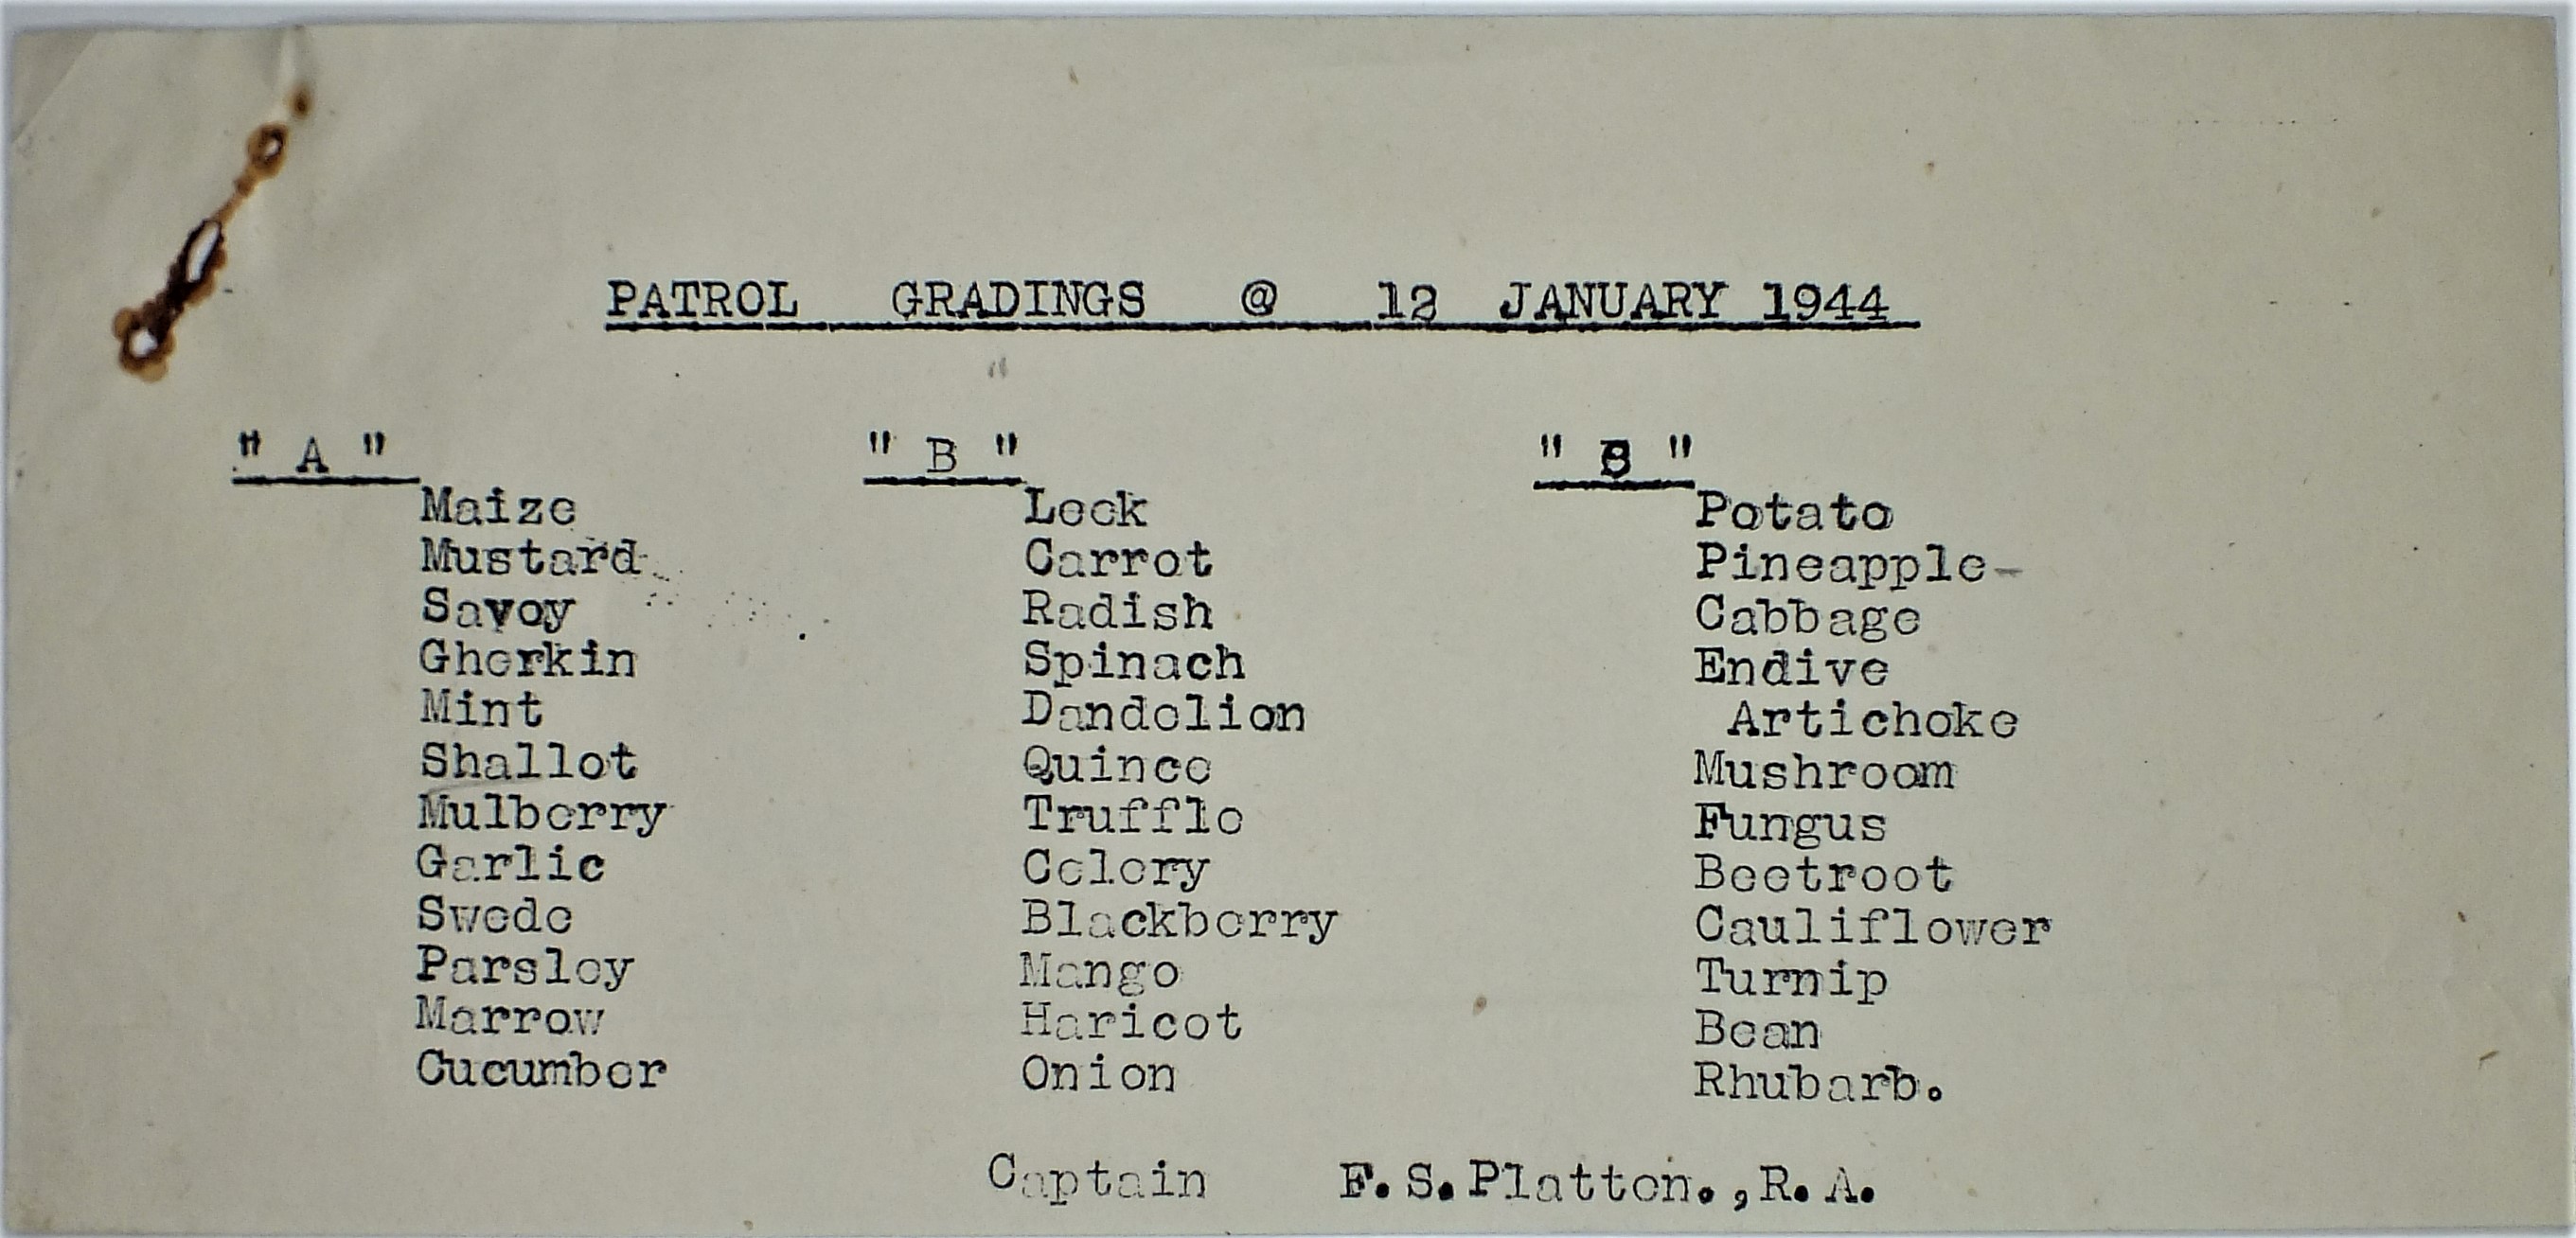 PATROL GRADINGS @ 12 JANUARY 1944
" A " " B " " C "
Maize Leek Potato
Mustard Carrot Pineapple
Savoy Radish Cabbage
Gherkin Spinach Endive
Mint Dandelion Artichoke
Shallot Quince Mushroom
Mulberry Truffle Fungus
Garlic Celery Beetroot
Swede Blackberry Cauliflower
Parsley Mango Turnip
Marrow Haricot Bean
Cucumber Onion Rhubarb.
Captain F.S.Platten.,R.A.